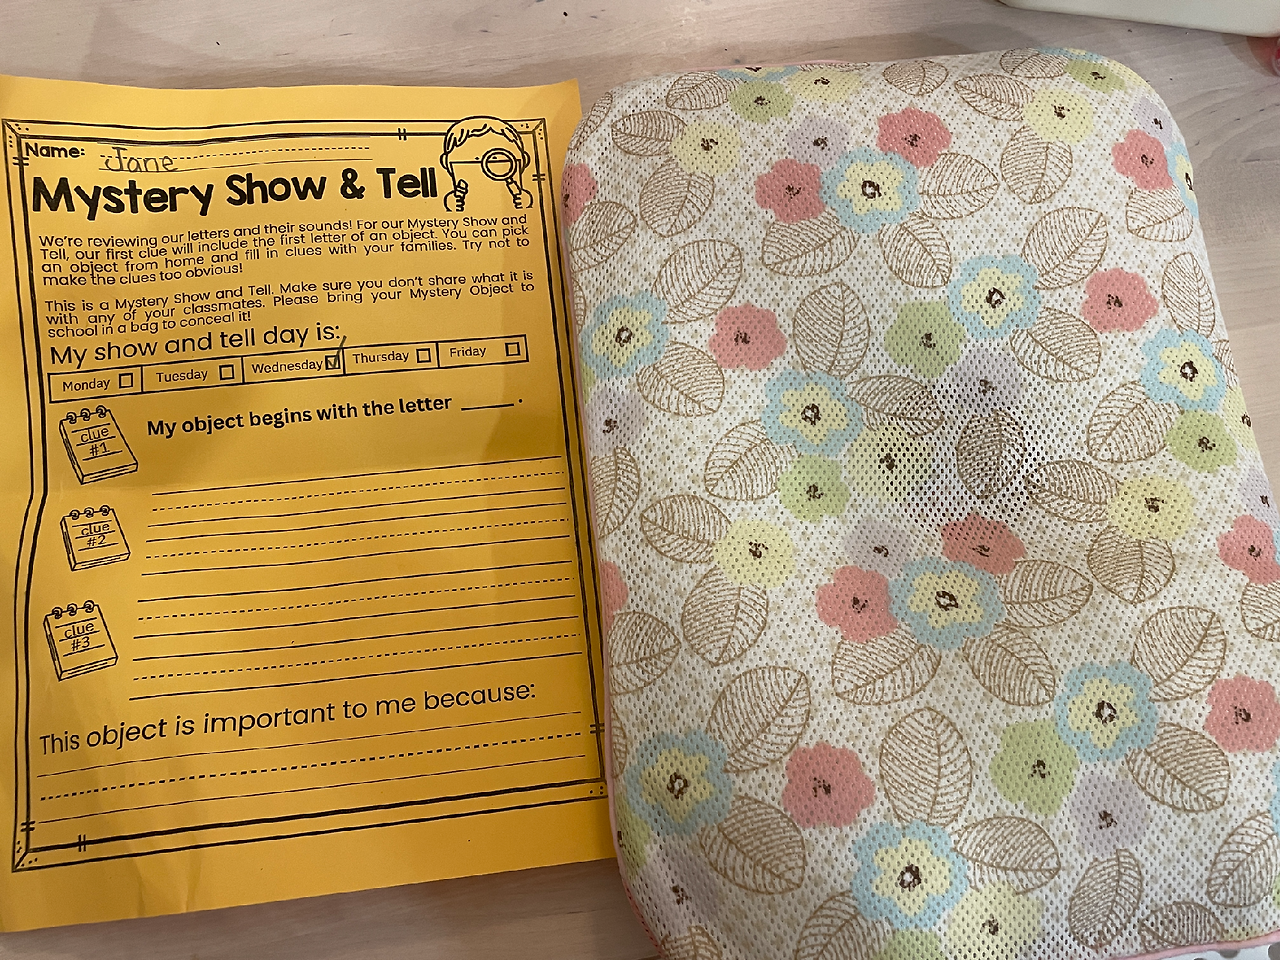 Name: Jane
Mystery Show & Tell
We're reviewing our letters and their sounds! For our Mystery Show and
Tell, our first clue will include the first letter of an object. You can pick
an object from home and fill in clues with your families. Try not to
make the clues too obvious!
This is a Mystery Show and Tell. Make sure you don't share what it is
with any of your classmates. Please bring your Mystery Object to
school in a bag to conceal it!
My show and tell day is:
Monday Tuesday Wednesday Thursday Friday
clue
#1
My object begins with the letter ____.
clue
#2
clue
#3
This object is important to me because: